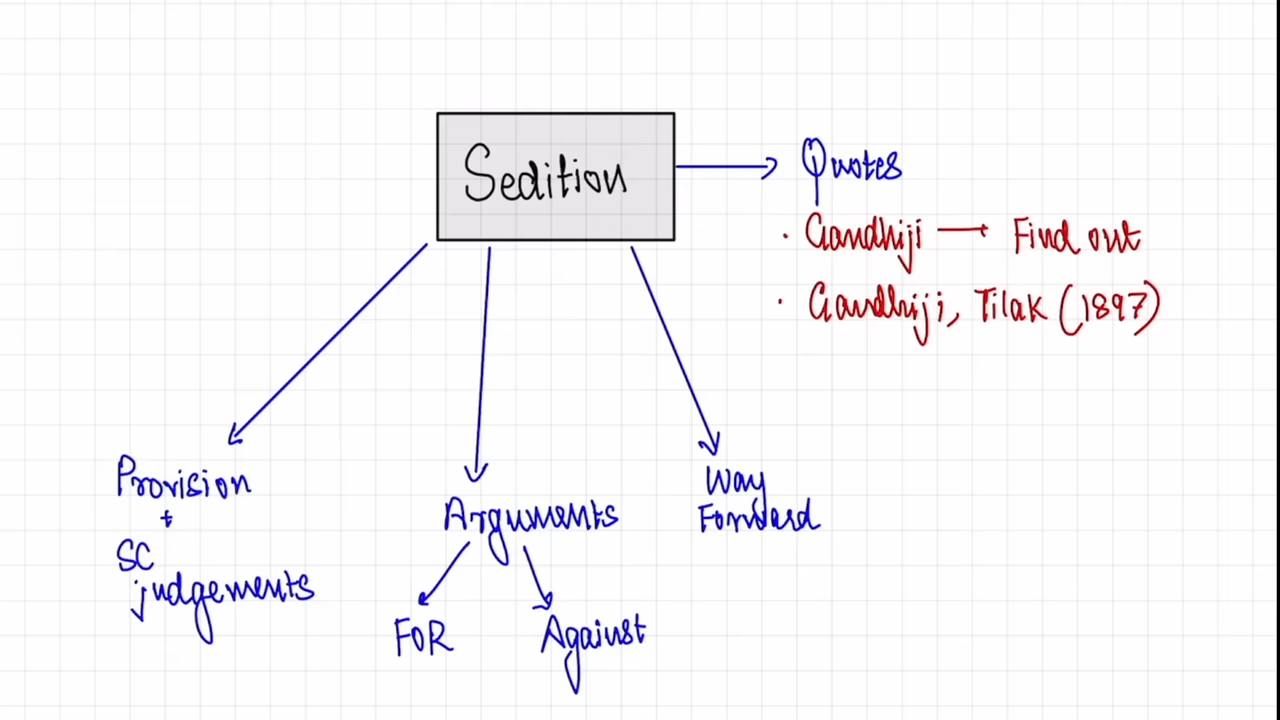 Sedition
Quotes
· Gandhiji → Find out
· Gandhiji, Tilak (1897)
Provision
+
SC
judgements
Arguments
FOR
Against
Way
Forward